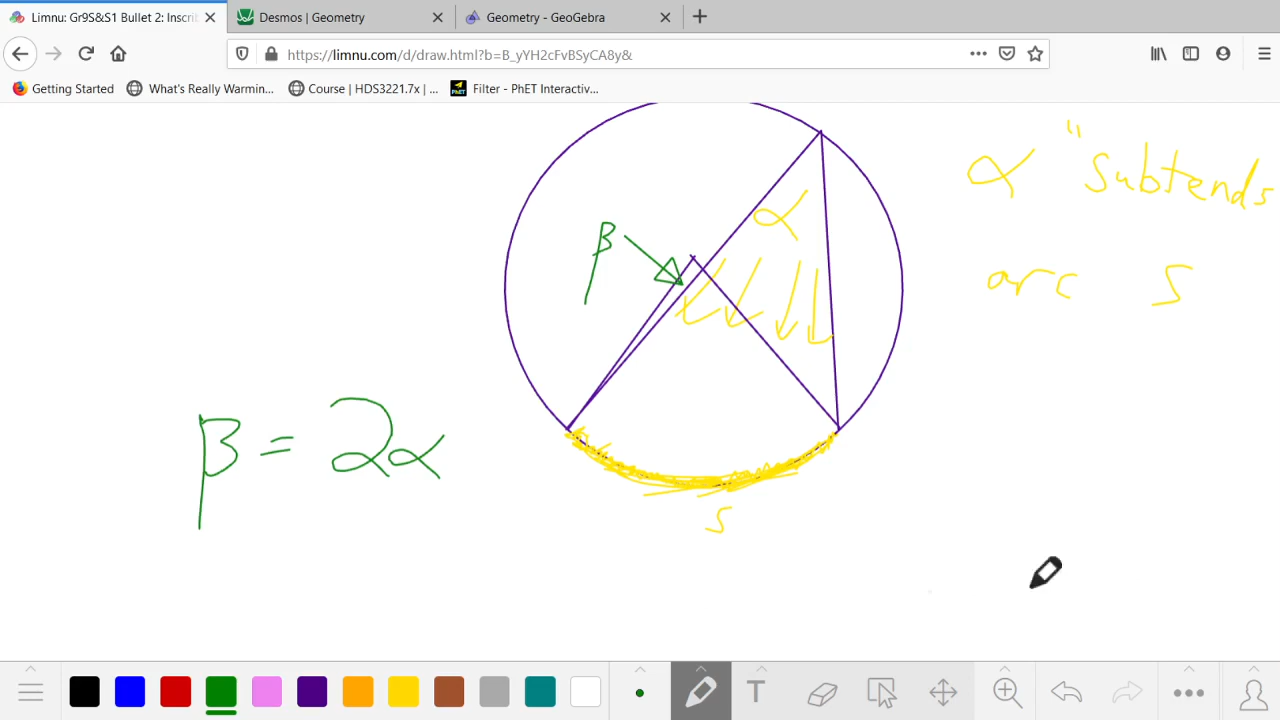 Limnu: Gr9S&S1 Bullet 2: Inscri
Desmos | Geometry
Geometry - GeoGebra
https://limnu.com/d/draw.html?b=B_yYH2cFvBSyCA8y&
Getting Started
What's Really Warmin...
Course | HDS3221.7x | ...
PhET
Filter - PhET Interactiv...
α "Subtends
arc S
α
β
β = 2α
S
T